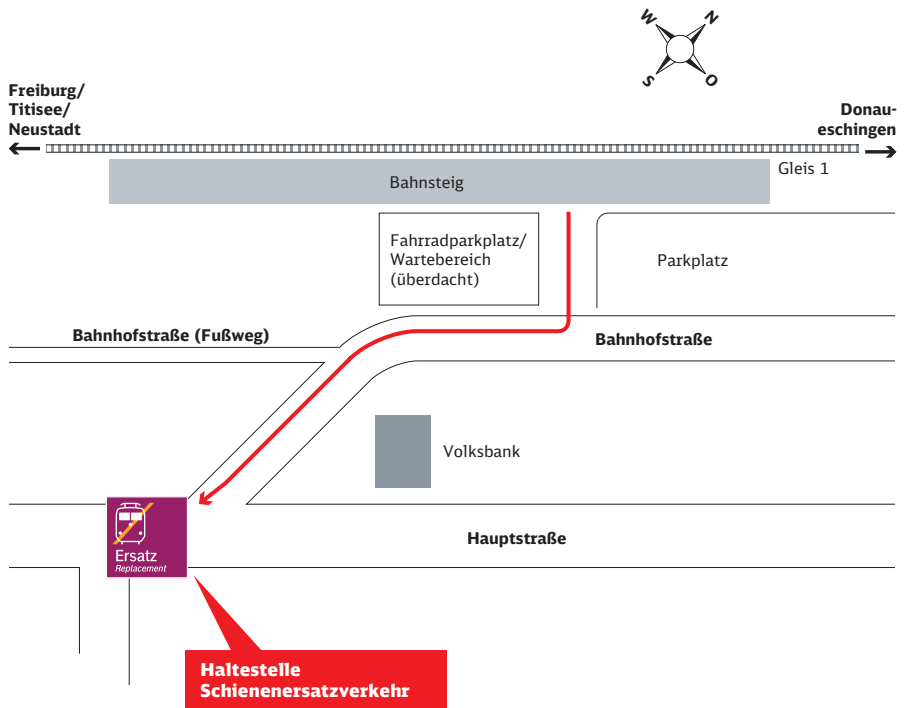 W
N
S
O
Freiburg/
Titisee/
Neustadt
Donau-
eschingen
Gleis 1
Bahnsteig
Fahrradparkplatz/
Wartebereich
(überdacht)
Parkplatz
Bahnhofstraße (Fußweg)
Bahnhofstraße
Volksbank
Hauptstraße
Ersatz
Replacement
Haltestelle
Schienenersatzverkehr